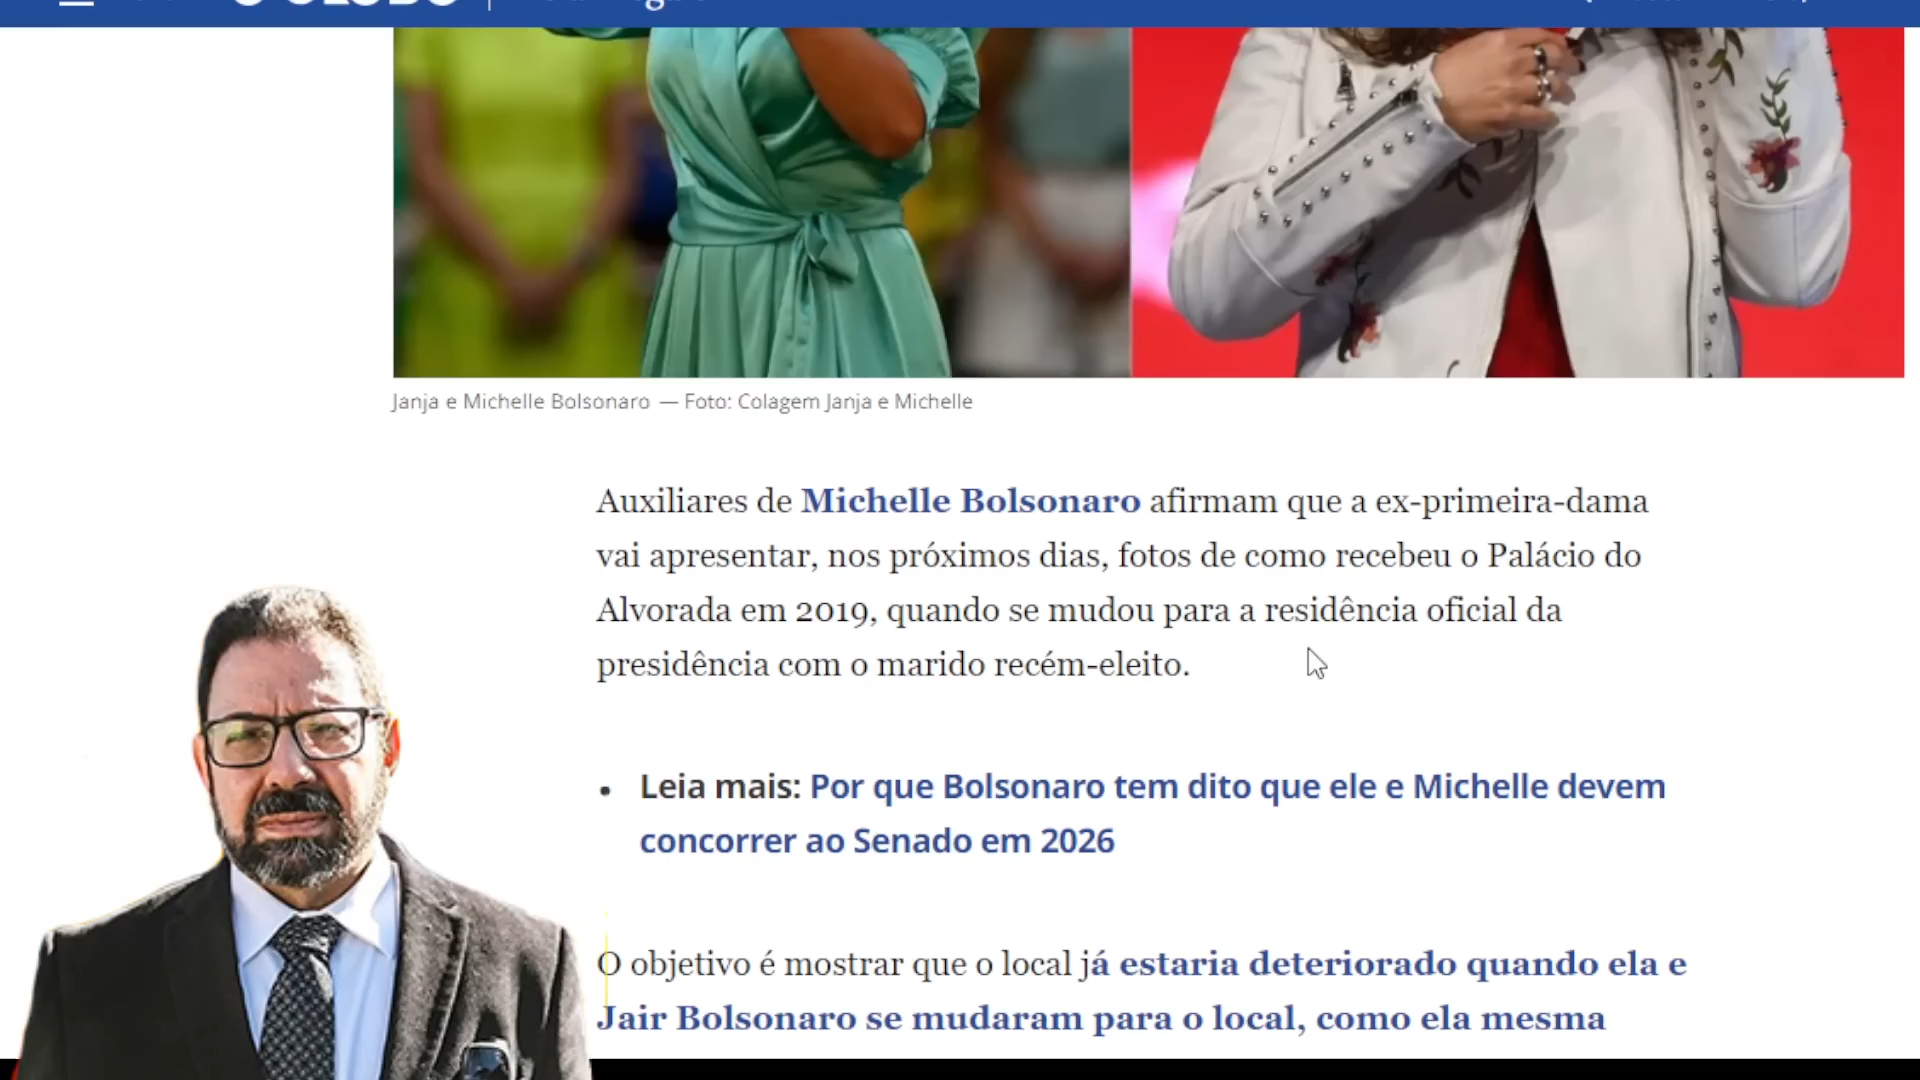 O GLOBO
Janja e Michelle Bolsonaro — Foto: Colagem Janja e Michelle
Auxiliares de Michelle Bolsonaro afirmam que a ex-primeira-dama
vai apresentar, nos próximos dias, fotos de como recebeu o Palácio do
Alvorada em 2019, quando se mudou para a residência oficial da
presidência com o marido recém-eleito.
• Leia mais: Por que Bolsonaro tem dito que ele e Michelle devem
concorrer ao Senado em 2026
O objetivo é mostrar que o local já estaria deteriorado quando ela e
Jair Bolsonaro se mudaram para o local, como ela mesma